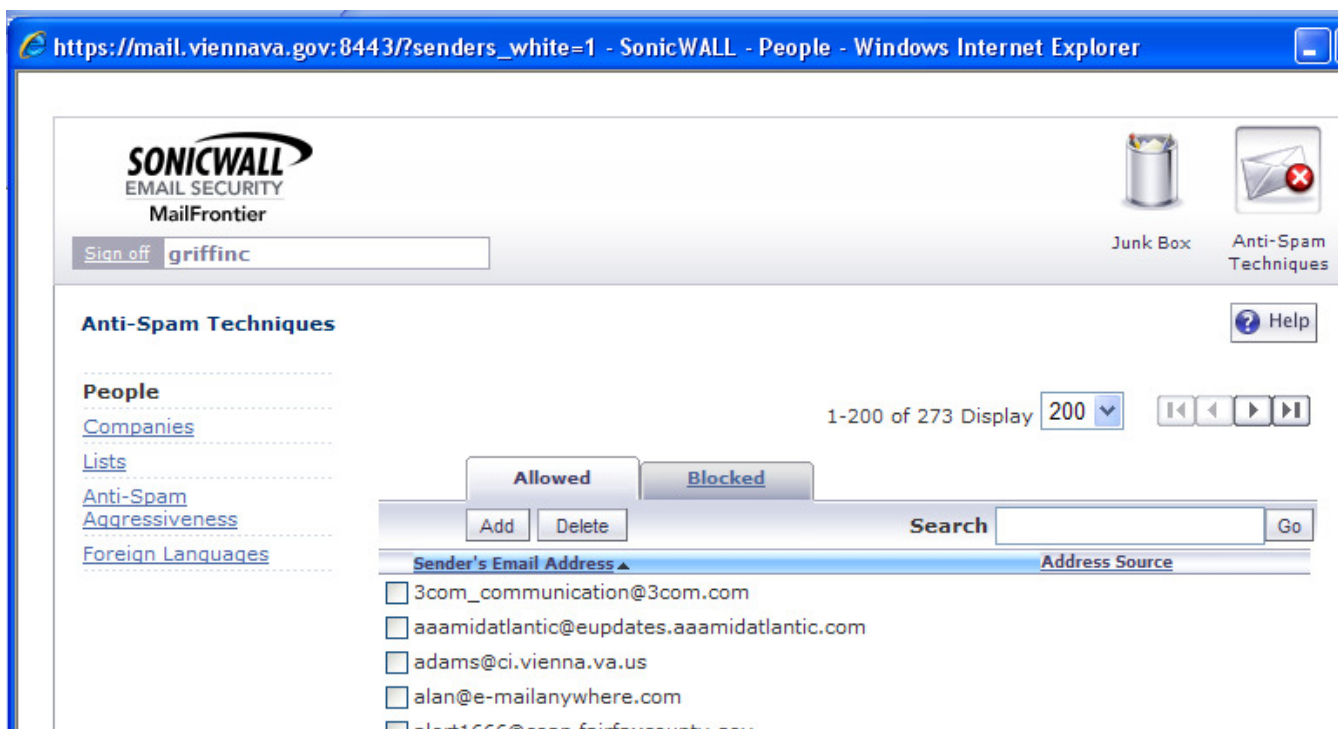 https://mail.viennava.gov:8443/?senders_white=1 - SonicWALL - People - Windows Internet Explorer
SONICWALL
EMAIL SECURITY
MailFrontier
Sign off griffinc
Junk Box
Anti-Spam
Techniques
Anti-Spam Techniques
Help
People
Companies
Lists
Anti-Spam
Aggressiveness
Foreign Languages
1-200 of 273 Display 200
Allowed Blocked
Add Delete Search Go
Sender's Email Address Address Source
3com_communication@3com.com
aaamidatlantic@eupdates.aaamidatlantic.com
adams@ci.vienna.va.us
alan@e-mailanywhere.com